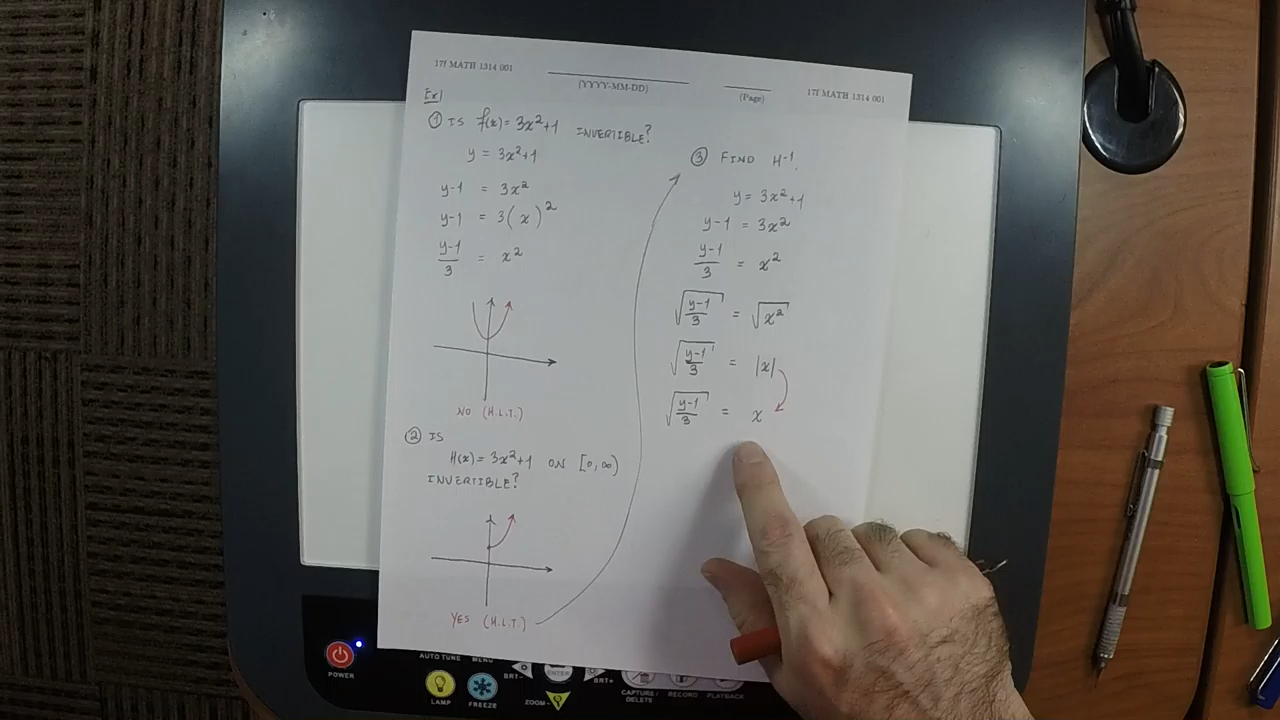 17f MATH 1314 001
(YYYY-MM-DD)
(Page)
17f MATH 1314 001
Ex)
① IS f(x) = 3x²+1 INVERTIBLE?
y = 3x²+1
y-1 = 3x²
y-1 = 3(x)²
y-1/3 = x²
NO (H.L.T.)
② IS
H(x) = 3x²+1 ON [0,∞)
INVERTIBLE?
YES (H.L.T.)
③ FIND H⁻¹.
y = 3x²+1
y-1 = 3x²
y-1/3 = x²
√(y-1/3) = √x²
√(y-1/3) = |x|
√(y-1/3) = x
POWER
AUTO TUNE
MENU
LAMP
FREEZE
BRT-
ENTER
BRT+
ZOOM-
CAPTURE/
DELETE
RECORD
PLAYBACK